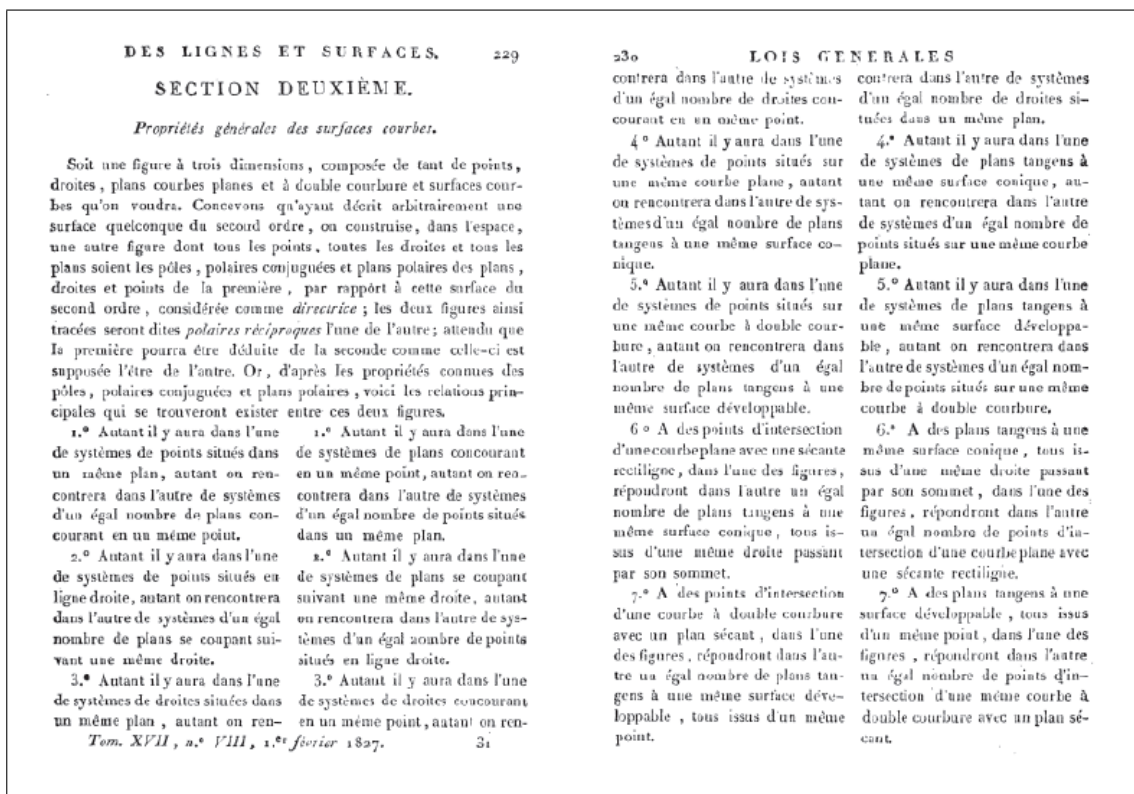 DES LIGNES ET SURFACES. 229
SECTION DEUXIÈME.
Propriétés générales des surfaces courbes.
Soit une figure à trois dimensions, composée de tant de points,
droites, plans courbes planes et à double courbure et surfaces cour-
bes qu'on voudra. Concevons qu'ayant décrit arbitrairement une
surface quelconque du second ordre, on construise, dans l'espace,
une autre figure dont tous les points, toutes les droites et tous les
plans soient les pôles, polaires conjuguées et plans polaires des plans,
droites et points de la première, par rapport à cette surface du
second ordre, considérée comme directrice; les deux figures ainsi
tracées seront dites polaires réciproques l'une de l'autre; attendu que
la première pourra être déduite de la seconde comme celle-ci est
supposée l'être de l'autre. Or, d'après les propriétés connues des
pôles, polaires conjuguées et plans polaires, voici les relations prin-
cipales qui se trouveront exister entre ces deux figures.
1.º Autant il y aura dans l'une
de systèmes de points situés dans
un même plan, autant on ren-
contrera dans l'autre de systèmes
d'un égal nombre de plans con-
courant en un même point.
2.º Autant il y aura dans l'une
de systèmes de points situés en
ligne droite, autant on rencontrera
dans l'autre de systèmes d'un égal
nombre de plans se coupant sui-
vant une même droite.
3.º Autant il y aura dans l'une
de systèmes de droites situées dans
un même plan, autant on ren-
1.º Autant il y aura dans l'une
de systèmes de plans concourant
en un même point, autant on ren-
contrera dans l'autre de systèmes
d'un égal nombre de points situés
dans un même plan.
2.º Autant il y aura dans l'une
de systèmes de plans se coupant
suivant une même droite, autant
on rencontrera dans l'autre de sys-
tèmes d'un égal nombre de points
situés en ligne droite.
3.º Autant il y aura dans l'une
de systèmes de droites concourant
en un même point, autant on ren-
Tom. XVII, n.º VIII, 1.er février 1827. 31
230 LOIS GENERALES
contrera dans l'autre de systèmes
d'un égal nombre de droites con-
courant en un même point.
4º Autant il y aura dans l'une
de systèmes de points situés sur
une même courbe plane, autant
on rencontrera dans l'autre de sys-
tèmes d'un égal nombre de plans
tangens à une même surface co-
nique.
5.º Autant il y aura dans l'une
de systèmes de points situés sur
une même courbe à double cour-
bure, autant on rencontrera dans
l'autre de systèmes d'un égal
nombre de plans tangens à une
même surface développable.
6º A des points d'intersection
d'une courbe plane avec une sécante
rectiligne, dans l'une des figures,
répondront dans l'autre un égal
nombre de plans tangens à une
même surface conique, tous is-
sus d'une même droite passant
par son sommet.
7.º A des points d'intersection
d'une courbe à double courbure
avec un plan sécant, dans l'une
des figures, répondront dans l'au-
tre un égal nombre de plans tan-
gens à une même surface déve-
loppable, tous issus d'un même
point.
contrera dans l'autre de systèmes
d'un égal nombre de droites si-
tuées dans un même plan.
4.º Autant il y aura dans l'une
de systèmes de plans tangens à
une même surface conique, au-
tant on rencontrera dans l'autre
de systèmes d'un égal nombre de
points situés sur une même courbe
plane.
5.º Autant il y aura dans l'une
de systèmes de plans tangens à
une même surface développa-
ble, autant on rencontrera dans
l'autre de systèmes d'un égal nom-
bre de points situés sur une même
courbe à double courbure.
6.º A des plans tangens à une
même surface conique, tous is-
sus d'une même droite passant
par son sommet, dans l'une des
figures, répondront dans l'autre
un égal nombre de points d'in-
tersection d'une courbe plane avec
une sécante rectiligne.
7.º A des plans tangens à une
surface développable, tous issus
d'un même point, dans l'une des
figures, répondront dans l'autre
un égal nombre de points d'in-
tersection d'une même courbe à
double courbure avec un plan sé-
cant.